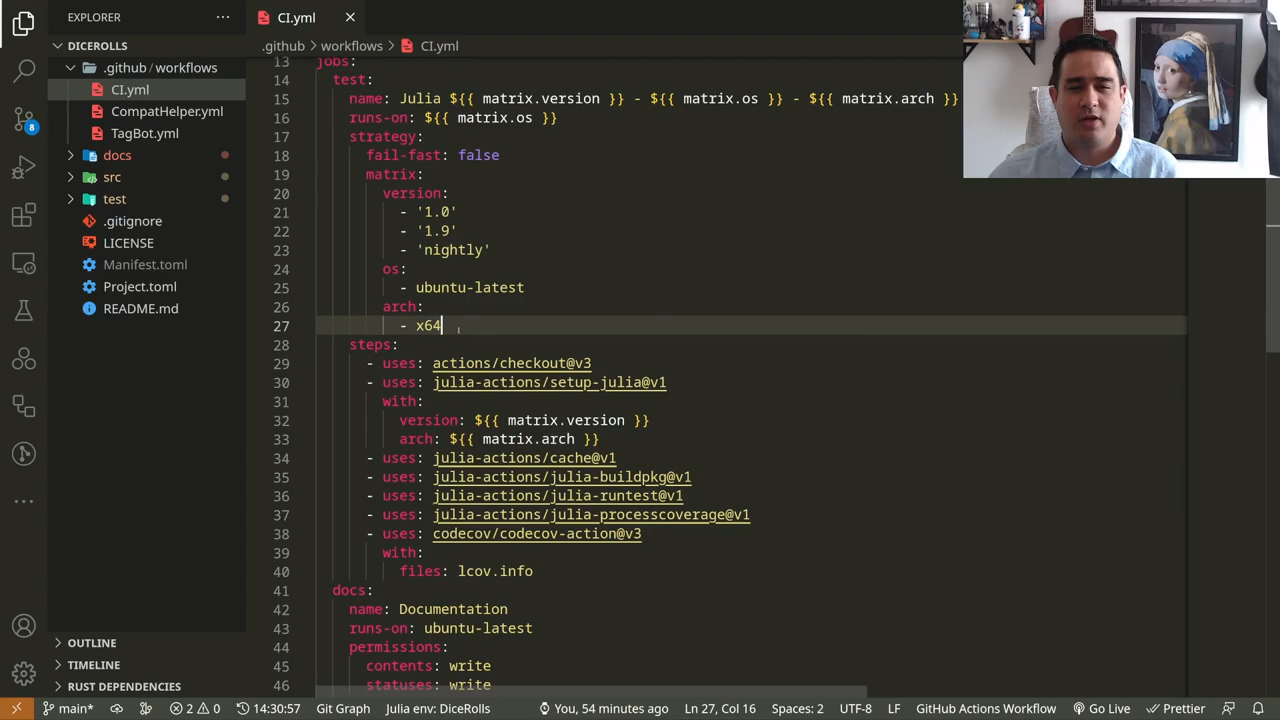 EXPLORER
CI.yml
DICEROLLS
.github/workflows
CI.yml
CompatHelper.yml
TagBot.yml
docs
src
test
.gitignore
LICENSE
Manifest.toml
Project.toml
README.md
OUTLINE
TIMELINE
RUST DEPENDENCIES
8
.github > workflows > CI.yml
13 jobs:
14 test:
15 name: Julia ${{ matrix.version }} - ${{ matrix.os }} - ${{ matrix.arch }}
16 runs-on: ${{ matrix.os }}
17 strategy:
18 fail-fast: false
19 matrix:
20 version:
21 - '1.0'
22 - '1.9'
23 - 'nightly'
24 os:
25 - ubuntu-latest
26 arch:
27 - x64
28 steps:
29 - uses: actions/checkout@v3
30 - uses: julia-actions/setup-julia@v1
31 with:
32 version: ${{ matrix.version }}
33 arch: ${{ matrix.arch }}
34 - uses: julia-actions/cache@v1
35 - uses: julia-actions/julia-buildpkg@v1
36 - uses: julia-actions/julia-runtest@v1
37 - uses: julia-actions/julia-processcoverage@v1
38 - uses: codecov/codecov-action@v3
39 with:
40 files: lcov.info
41 docs:
42 name: Documentation
43 runs-on: ubuntu-latest
44 permissions:
45 contents: write
46 statuses: write
main* 2 0 14:30:57 Git Graph Julia env: DiceRolls You, 54 minutes ago Ln 27, Col 16 Spaces: 2 UTF-8 LF GitHub Actions Workflow Go Live Prettier